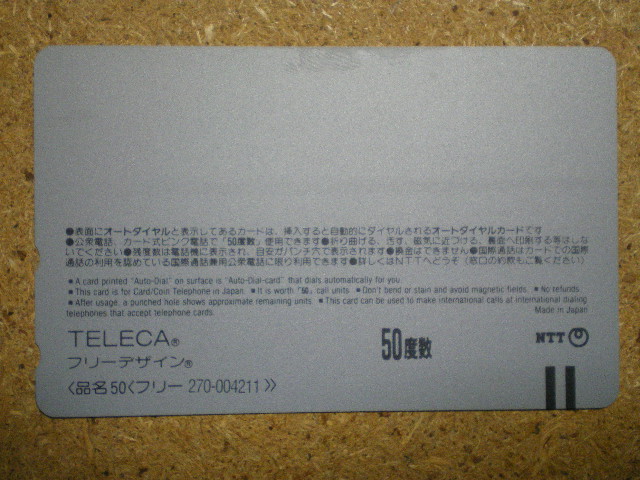 ●表面にオートダイヤルと表示してあるカードは、挿入すると自動的にダイヤルされるオートダイヤルカードです
●公衆電話、カード式ピンク電話で「50度数」使用できます●折り曲げる、汚す、磁気に近づける、裏面へ印刷する等はしな
いでください●残度数は電話機に表示され、目安がパンチ穴で表示されます●換金はできません●国際通話はカードでの国際
通話の利用を認めている国際通話兼用公衆電話に限り利用できます●詳しくはNTTへどうぞ（窓口の約款もご覧ください）
● A card printed "Auto-Dial" on surface is "Auto-Dial-card" that dials automatically for you.
● This card is for Card/Coin Telephone in Japan. ● It is worth "50" call units. ● Don't bend or stain and avoid magnetic fields. ● No refunds.
● After usage, a punched hole shows approximate remaining units. ● This card can be used to make international calls at international dialing
telephones that accept telephone cards. Made in Japan
TELECA® 50度数 NTT
フリーデザイン®
〈品名50〈フリー 270-004211〉〉